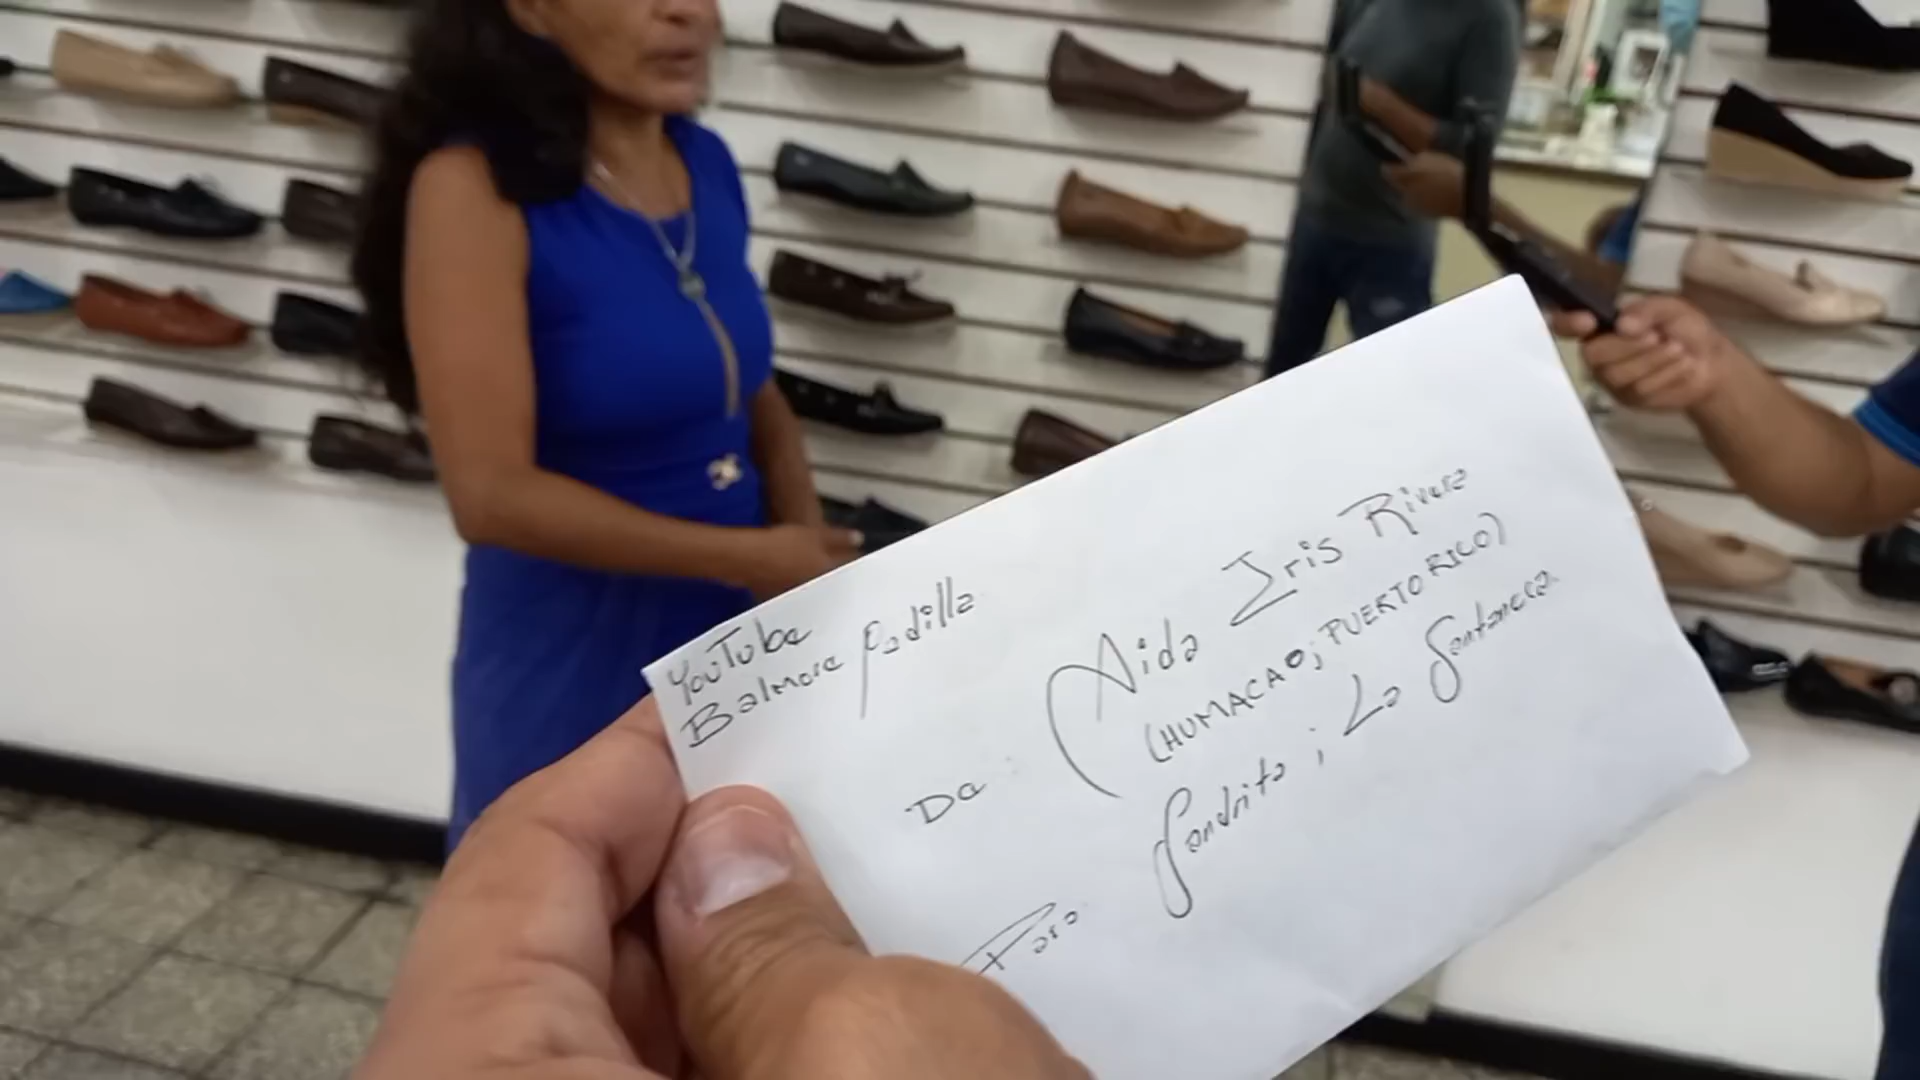 YouTube
Balmore Padilla
De: Aida Iris Rivera
(HUMACAO; PUERTO RICO)
Para: Sandrita; La Santaneca.